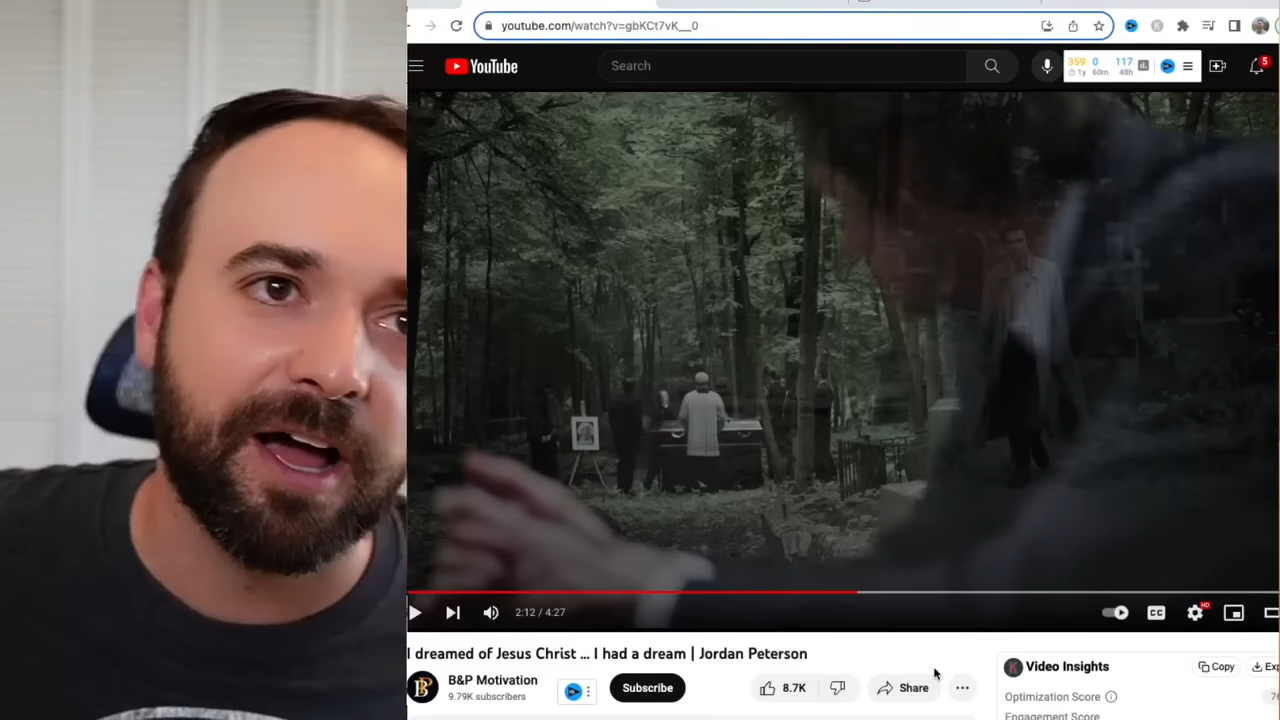 youtube.com/watch?v=gbKCt7vK__0
YouTube
Search
359 0 117
1y 60m 48h
5
2:12 / 4:27
CC
HD
I dreamed of Jesus Christ ... I had a dream | Jordan Peterson
B&P Motivation
9.79K subscribers
Subscribe
8.7K
Share
Video Insights
Copy
Optimization Score
Engagement Score